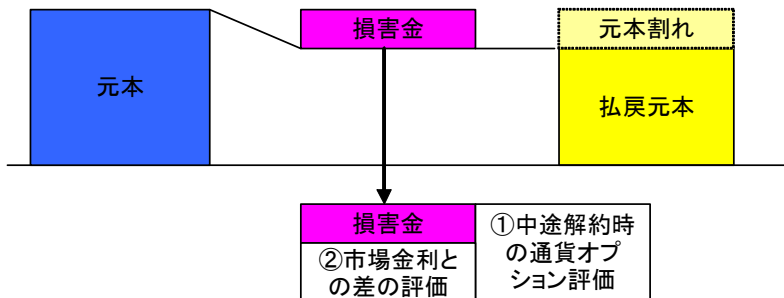 損害金
元本割れ
元本
払戻元本
損害金
①中途解約時
の通貨オプ
ション評価
②市場金利と
の差の評価